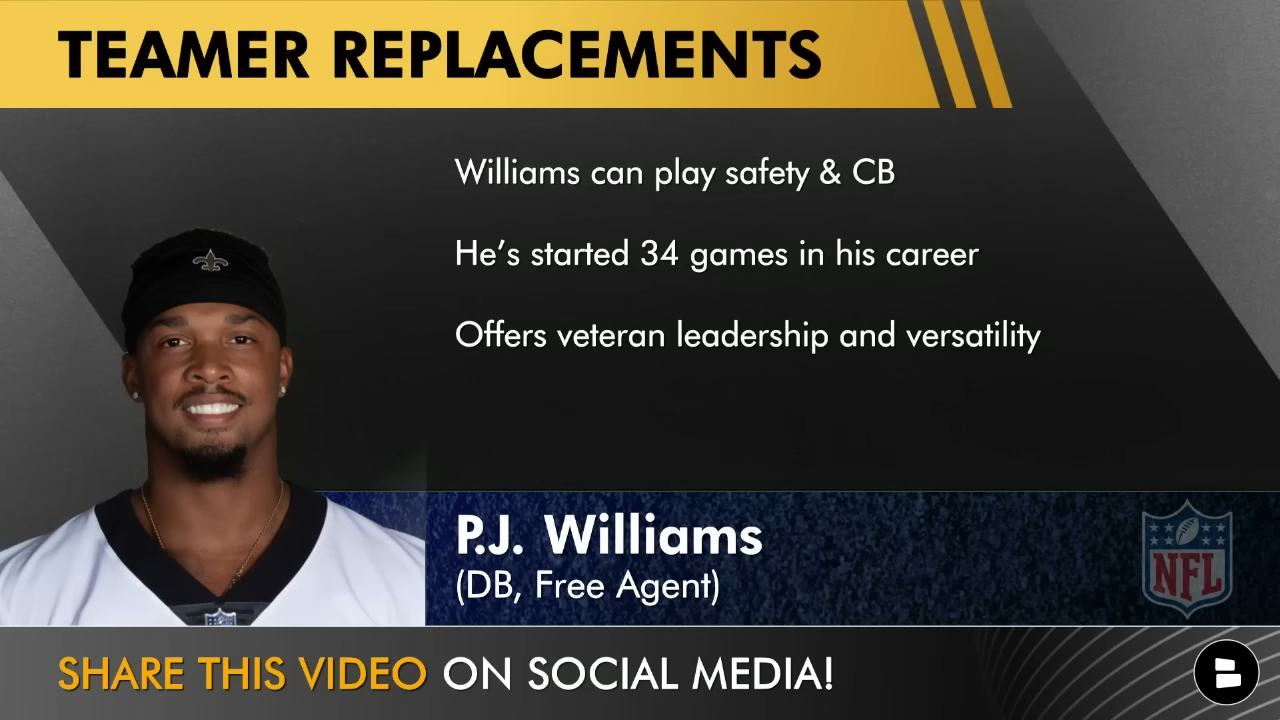 TEAMER REPLACEMENTS
Williams can play safety & CB
He's started 34 games in his career
Offers veteran leadership and versatility
P.J. Williams
(DB, Free Agent)
NFL
SHARE THIS VIDEO ON SOCIAL MEDIA!